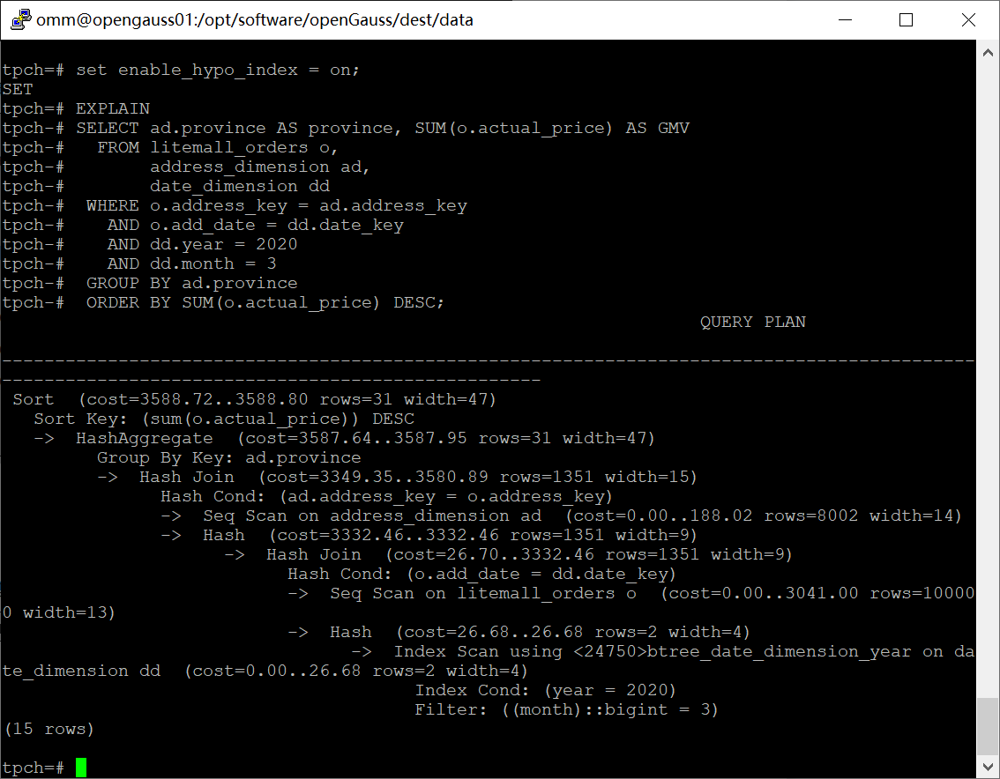 omm@opengauss01:/opt/software/openGauss/dest/data
tpch=# set enable_hypo_index = on;
SET
tpch=# EXPLAIN
tpch-# SELECT ad.province AS province, SUM(o.actual_price) AS GMV
tpch-#   FROM litemall_orders o,
tpch-#        address_dimension ad,
tpch-#        date_dimension dd
tpch-#  WHERE o.address_key = ad.address_key
tpch-#    AND o.add_date = dd.date_key
tpch-#    AND dd.year = 2020
tpch-#    AND dd.month = 3
tpch-#  GROUP BY ad.province
tpch-#  ORDER BY SUM(o.actual_price) DESC;
QUERY PLAN
--------------------------------------------------------------------------------------------
---------------------------------------------------
 Sort  (cost=3588.72..3588.80 rows=31 width=47)
   Sort Key: (sum(o.actual_price)) DESC
   ->  HashAggregate  (cost=3587.64..3587.95 rows=31 width=47)
         Group By Key: ad.province
         ->  Hash Join  (cost=3349.35..3580.89 rows=1351 width=15)
               Hash Cond: (ad.address_key = o.address_key)
               ->  Seq Scan on address_dimension ad  (cost=0.00..188.02 rows=8002 width=14)
               ->  Hash  (cost=3332.46..3332.46 rows=1351 width=9)
                     ->  Hash Join  (cost=26.70..3332.46 rows=1351 width=9)
                           Hash Cond: (o.add_date = dd.date_key)
                           ->  Seq Scan on litemall_orders o  (cost=0.00..3041.00 rows=10000
0 width=13)
                           ->  Hash  (cost=26.68..26.68 rows=2 width=4)
                                 ->  Index Scan using <24750>btree_date_dimension_year on da
te_dimension dd  (cost=0.00..26.68 rows=2 width=4)
                                       Index Cond: (year = 2020)
                                       Filter: ((month)::bigint = 3)
(15 rows)
tpch=#